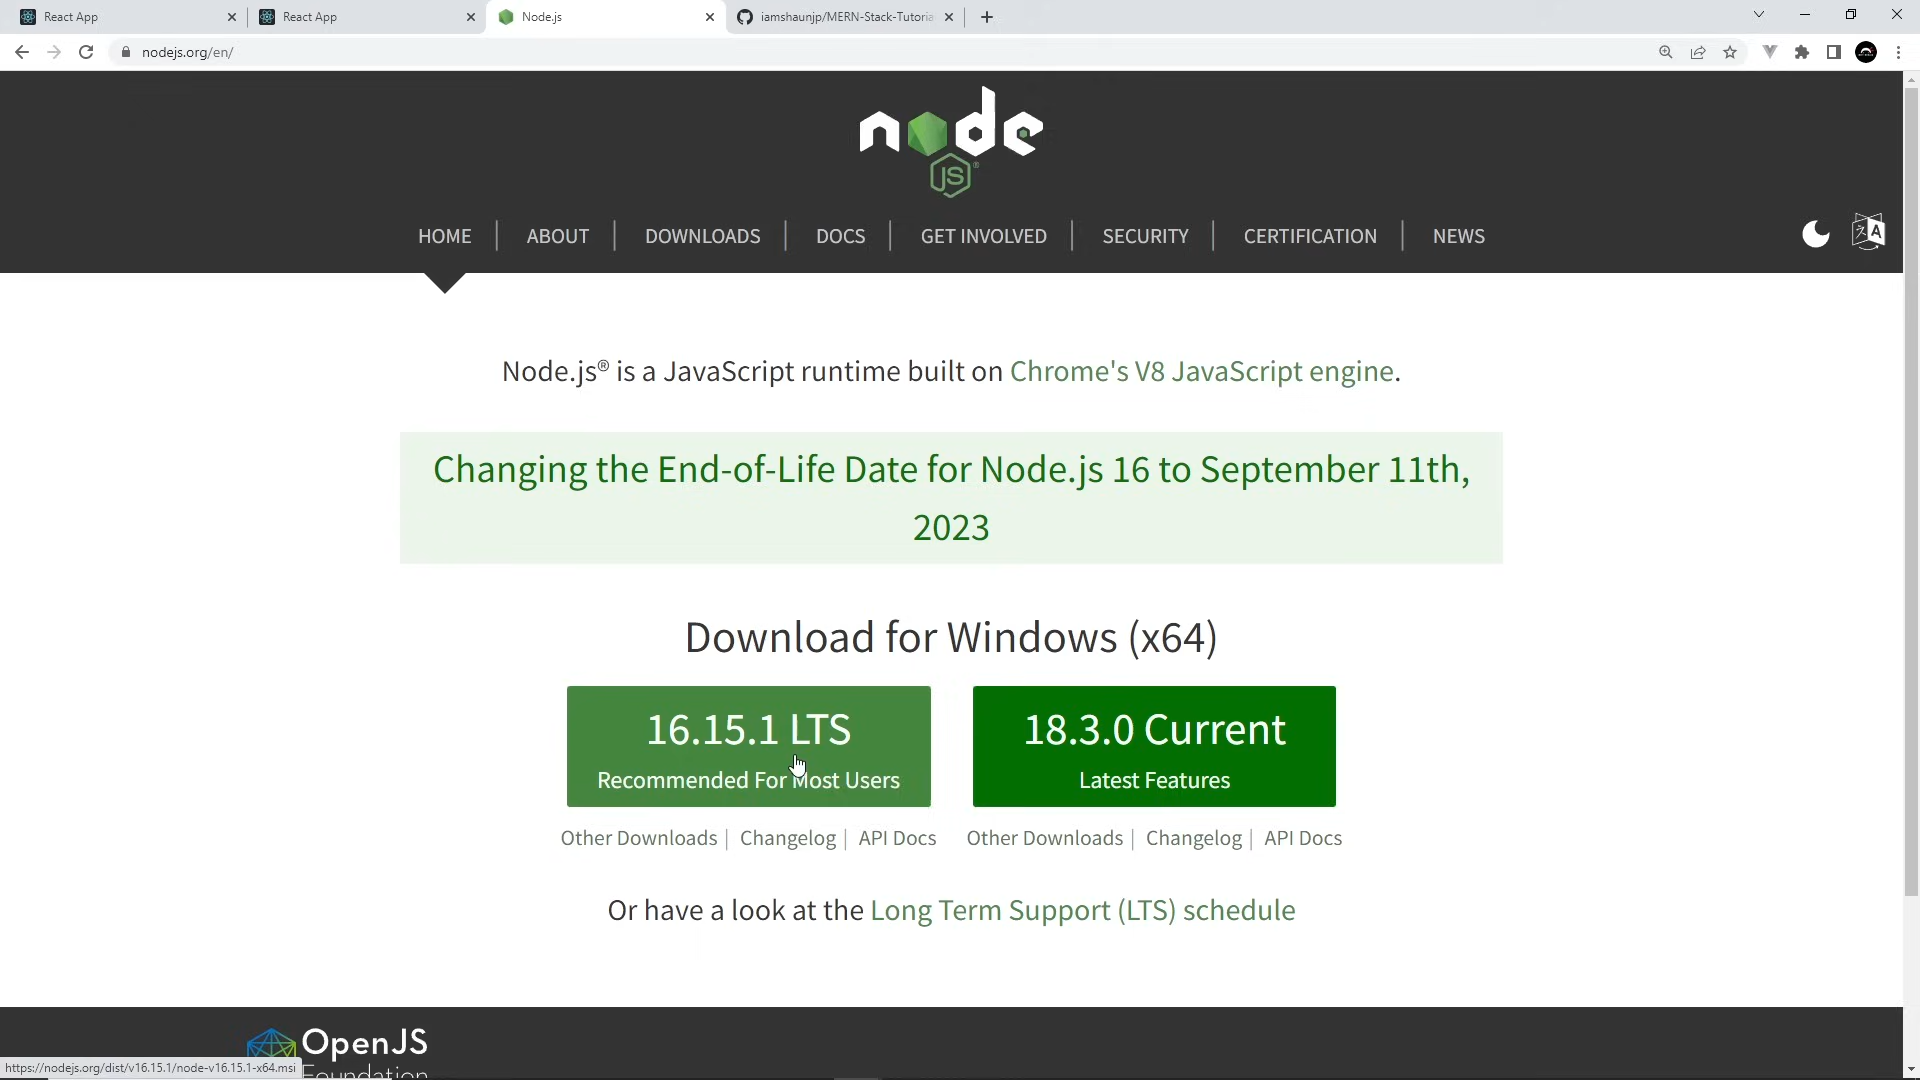 React App
React App
Node.js
iamshaunjp/MERN-Stack-Tutoria
nodejs.org/en/
node
JS
HOME
ABOUT
DOWNLOADS
DOCS
GET INVOLVED
SECURITY
CERTIFICATION
NEWS
Node.js® is a JavaScript runtime built on Chrome's V8 JavaScript engine.
Changing the End-of-Life Date for Node.js 16 to September 11th,
2023
Download for Windows (x64)
16.15.1 LTS
Recommended For Most Users
18.3.0 Current
Latest Features
Other Downloads | Changelog | API Docs
Other Downloads | Changelog | API Docs
Or have a look at the Long Term Support (LTS) schedule
OpenJS
Foundation
https://nodejs.org/dist/v16.15.1/node-v16.15.1-x64.msi